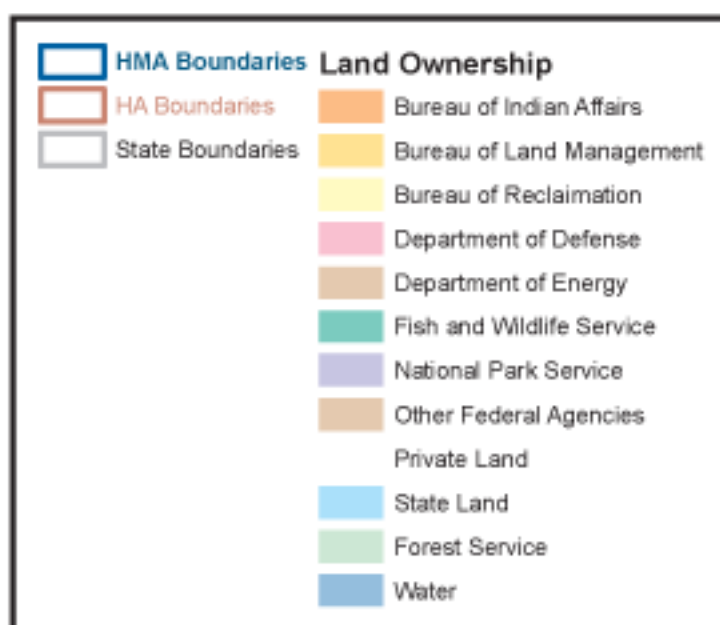 HMA Boundaries
HA Boundaries
State Boundaries
Land Ownership
Bureau of Indian Affairs
Bureau of Land Management
Bureau of Reclaimation
Department of Defense
Department of Energy
Fish and Wildlife Service
National Park Service
Other Federal Agencies
Private Land
State Land
Forest Service
Water